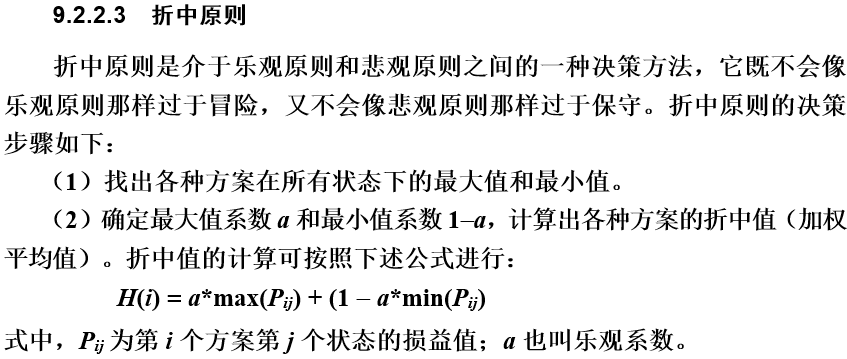 9.2.2.3 折中原则
折中原则是介于乐观原则和悲观原则之间的一种决策方法，它既不会像
乐观原则那样过于冒险，又不会像悲观原则那样过于保守。折中原则的决策
步骤如下：
（1）找出各种方案在所有状态下的最大值和最小值。
（2）确定最大值系数 a 和最小值系数 1–a，计算出各种方案的折中值（加权
平均值）。折中值的计算可按照下述公式进行：
H(i) = a*max(Pij) + (1 – a*min(Pij)
式中，Pij 为第 i 个方案第 j 个状态的损益值；a 也叫乐观系数。